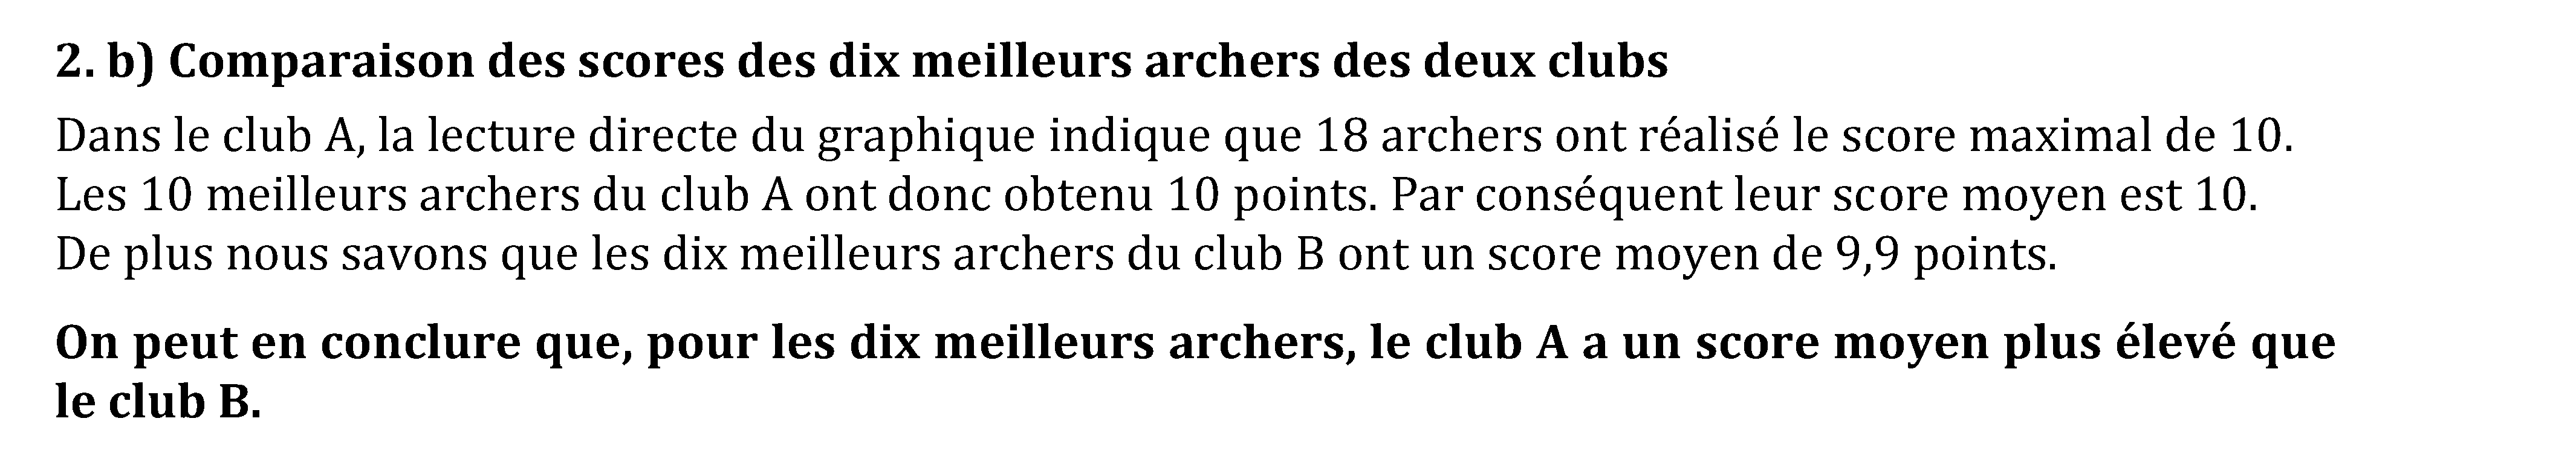 2. b) Comparaison des scores des dix meilleurs archers des deux clubs
Dans le club A, la lecture directe du graphique indique que 18 archers ont réalisé le score maximal de 10.
Les 10 meilleurs archers du club A ont donc obtenu 10 points. Par conséquent leur score moyen est 10.
De plus nous savons que les dix meilleurs archers du club B ont un score moyen de 9,9 points.
On peut en conclure que, pour les dix meilleurs archers, le club A a un score moyen plus élevé que
le club B.